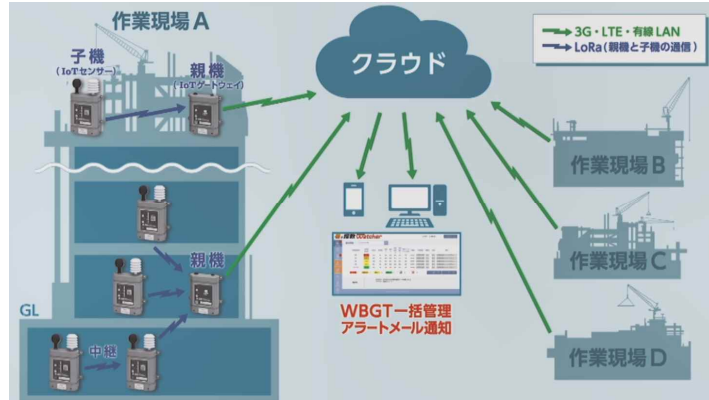 作業現場A
子機
(IoTセンサー)
親機
(IoTゲートウェイ)
クラウド
3G・LTE・有線LAN
LoRa(親機と子機の通信)
作業現場B
親機
作業現場C
GL
中継
WBGT一括管理
アラートメール通知
作業現場D